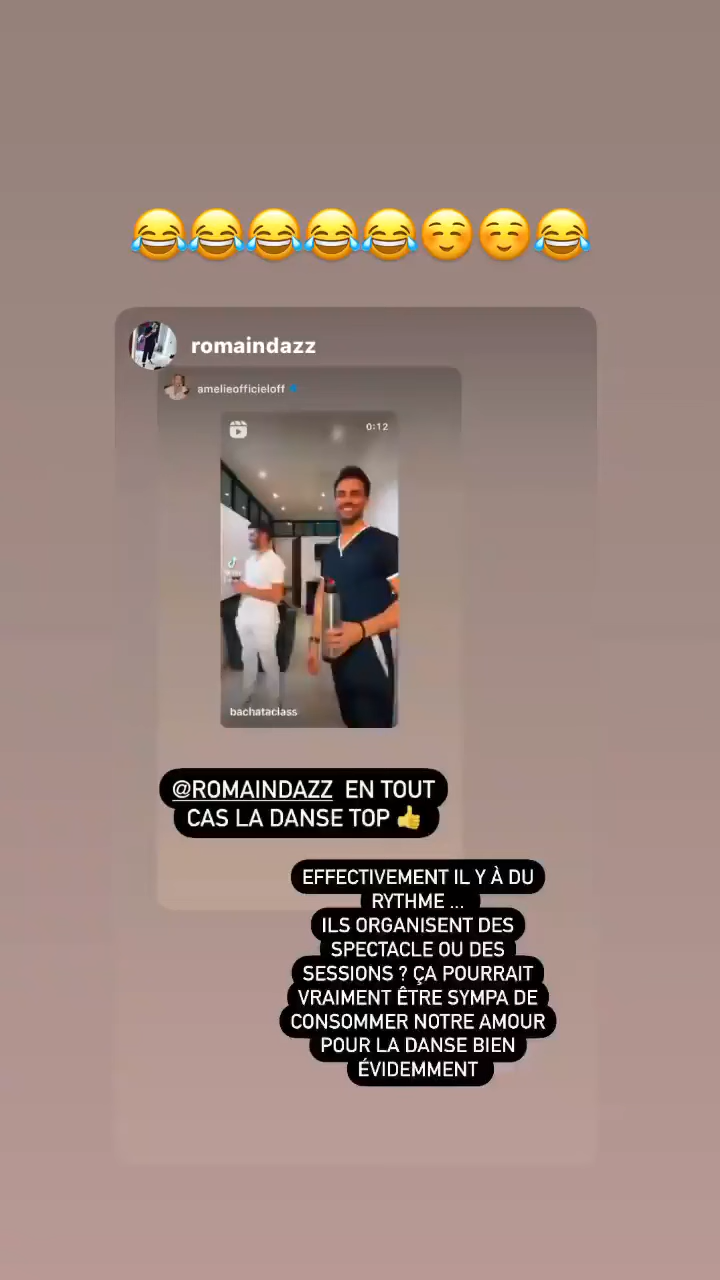 😂😂😂😂😂☺️☺️😂
romaindazz
amelieofficieloff
0:12
bachataclass
@ROMAINDAZZ EN TOUT
CAS LA DANSE TOP 👍
EFFECTIVEMENT IL Y À DU
RYTHME ...
ILS ORGANISENT DES
SPECTACLE OU DES
SESSIONS ? ÇA POURRAIT
VRAIMENT ÊTRE SYMPA DE
CONSOMMER NOTRE AMOUR
POUR LA DANSE BIEN
ÉVIDEMMENT